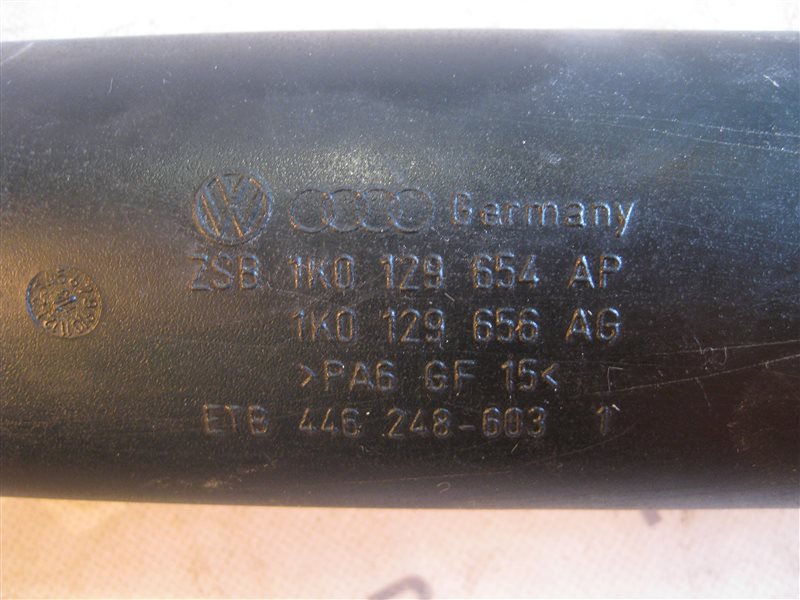 Germany
ZSB 1K0 129 654 AP
1K0 129 656 AG
>PA6 GF 15<
ETB 446 248-603 1